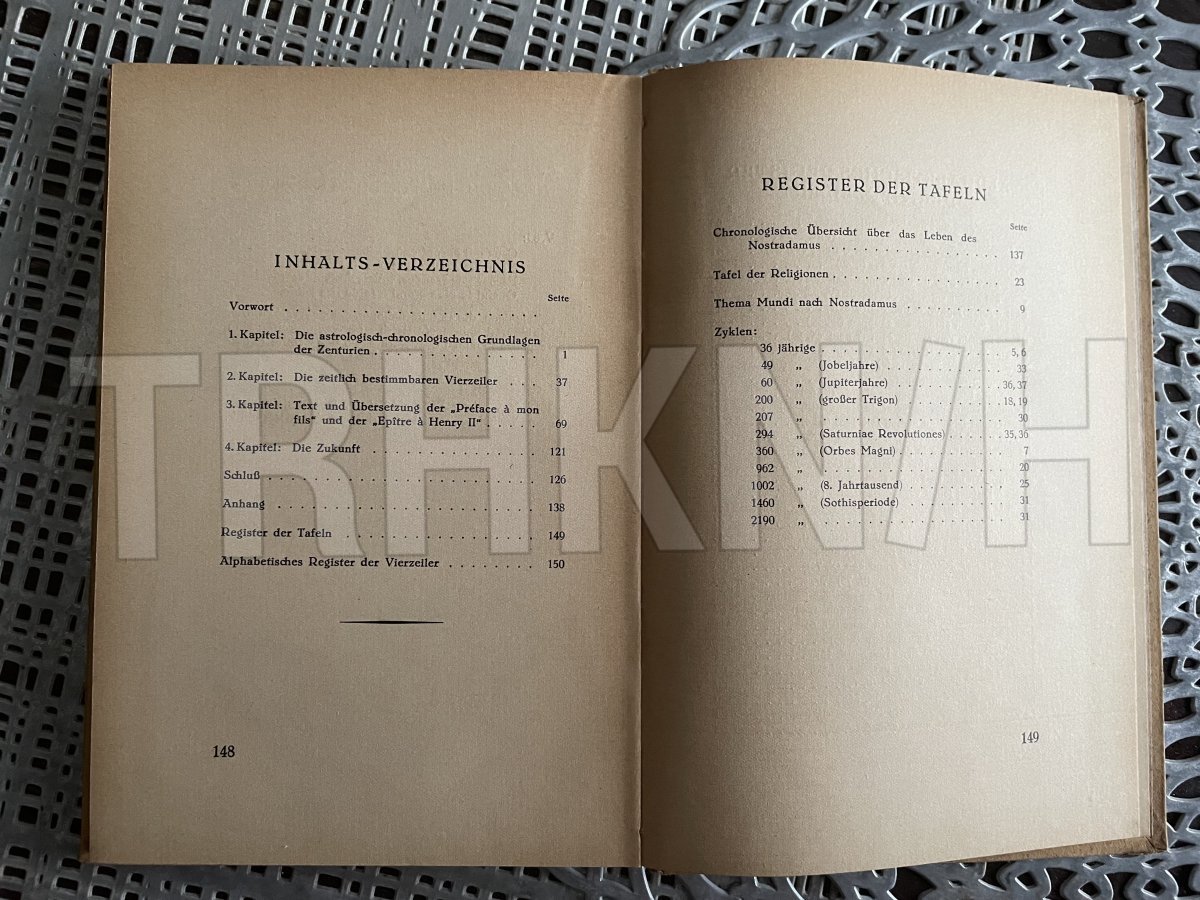 INHALTS-VERZEICHNIS
Seite
Vorwort . . . . . . . . . . . . . . . . . . .
1. Kapitel: Die astrologisch-chronologischen Grundlagen
der Zenturien . . . . . . . . . . . . 1
2. Kapitel: Die zeitlich bestimmbaren Vierzeiler . . . 37
3. Kapitel: Text und Übersetzung der „Préface à mon
fils“ und der „Epître à Henry II“ . . . . . 69
4. Kapitel: Die Zukunft . . . . . . . . . . . . 121
Schluß . . . . . . . . . . . . . . . . . . . 126
Anhang . . . . . . . . . . . . . . . . . . . 138
Register der Tafeln . . . . . . . . . . . . . 149
Alphabetisches Register der Vierzeiler . . . . . . 150
148
REGISTER DER TAFELN
Seite
Chronologische Übersicht über das Leben des
Nostradamus . . . . . . . . . . . . . . . 137
Tafel der Religionen . . . . . . . . . . . . . . 23
Thema Mundi nach Nostradamus . . . . . . . . 9
Zyklen:
36 jährige . . . . . . . . . . . . . . . . 5, 6
49 „ (Jobeljahre) . . . . . . . . . . . . 33
60 „ (Jupiterjahre) . . . . . . . . . . 36, 37
200 „ (großer Trigon) . . . . . . . . . 18, 19
207 „ . . . . . . . . . . . . . . . . . 30
294 „ (Saturniae Revolutiones) . . . . . 35, 36
360 „ (Orbes Magni) . . . . . . . . . . . 7
962 „ . . . . . . . . . . . . . . . . . 20
1002 „ (8. Jahrtausend) . . . . . . . . . 25
1460 „ (Sothisperiode) . . . . . . . . . 31
2190 „ . . . . . . . . . . . . . . . . . 31
149
TRHKNVH